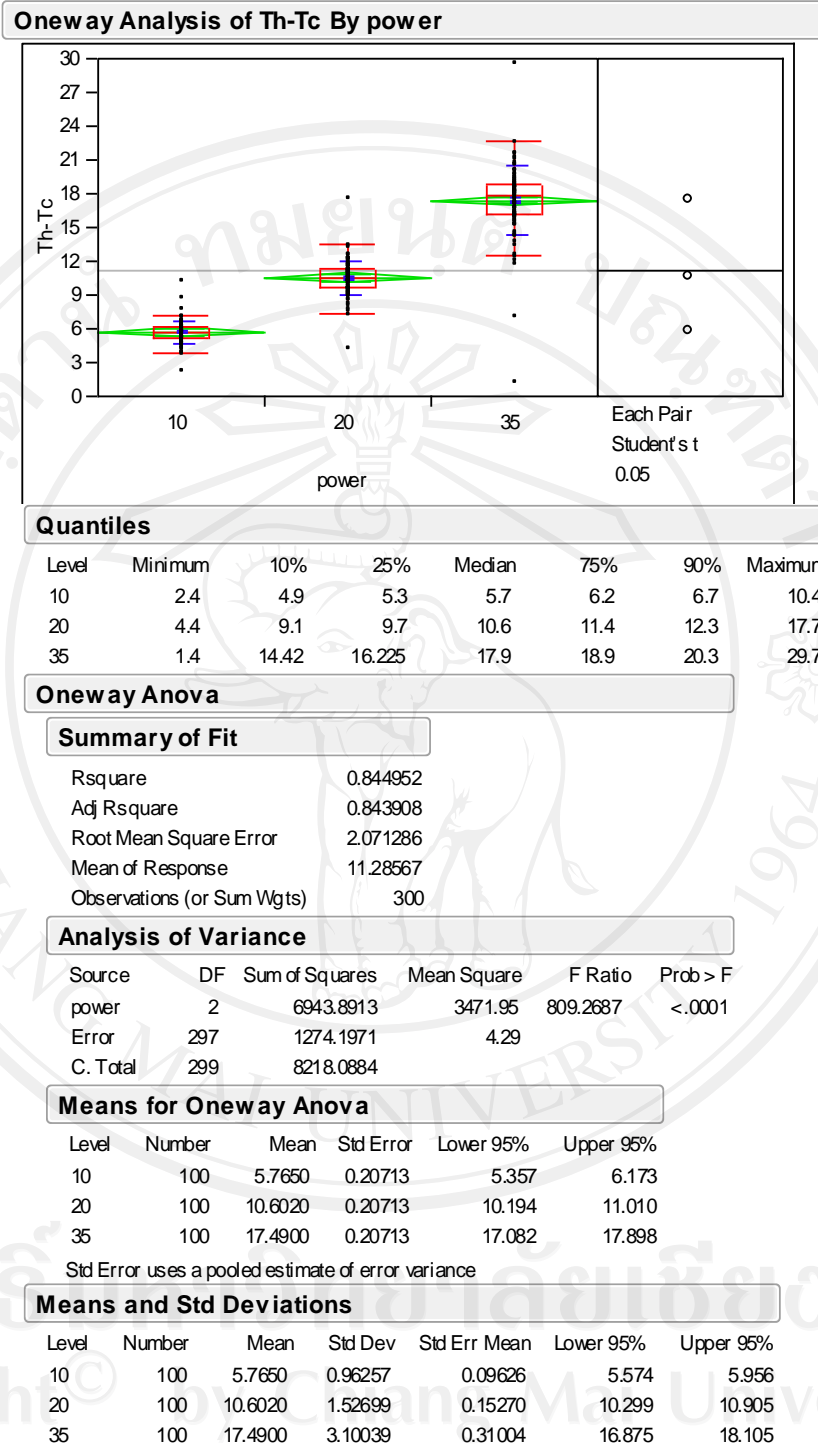 Oneway Analysis of Th-Tc By power
30
27
24
21
18
15
12
9
6
3
0
Th-Tc
10 20 35
power
Each Pair
Student's t
0.05
Quantiles
Level Minimum 10% 25% Median 75% 90% Maximum
10 2.4 4.9 5.3 5.7 6.2 6.7 10.4
20 4.4 9.1 9.7 10.6 11.4 12.3 17.7
35 1.4 14.42 16.225 17.9 18.9 20.3 29.7
Oneway Anova
Summary of Fit
Rsquare 0.844952
Adj Rsquare 0.843908
Root Mean Square Error 2.071286
Mean of Response 11.28567
Observations (or Sum Wgts) 300
Analysis of Variance
Source DF Sum of Squares Mean Square F Ratio Prob > F
power 2 6943.8913 3471.95 809.2687 <.0001
Error 297 1274.1971 4.29
C. Total 299 8218.0884
Means for Oneway Anova
Level Number Mean Std Error Lower 95% Upper 95%
10 100 5.7650 0.20713 5.357 6.173
20 100 10.6020 0.20713 10.194 11.010
35 100 17.4900 0.20713 17.082 17.898
Std Error uses a pooled estimate of error variance
Means and Std Deviations
Level Number Mean Std Dev Std Err Mean Lower 95% Upper 95%
10 100 5.7650 0.96257 0.09626 5.574 5.956
20 100 10.6020 1.52699 0.15270 10.299 10.905
35 100 17.4900 3.10039 0.31004 16.875 18.105
1964
© by Chiang Mai